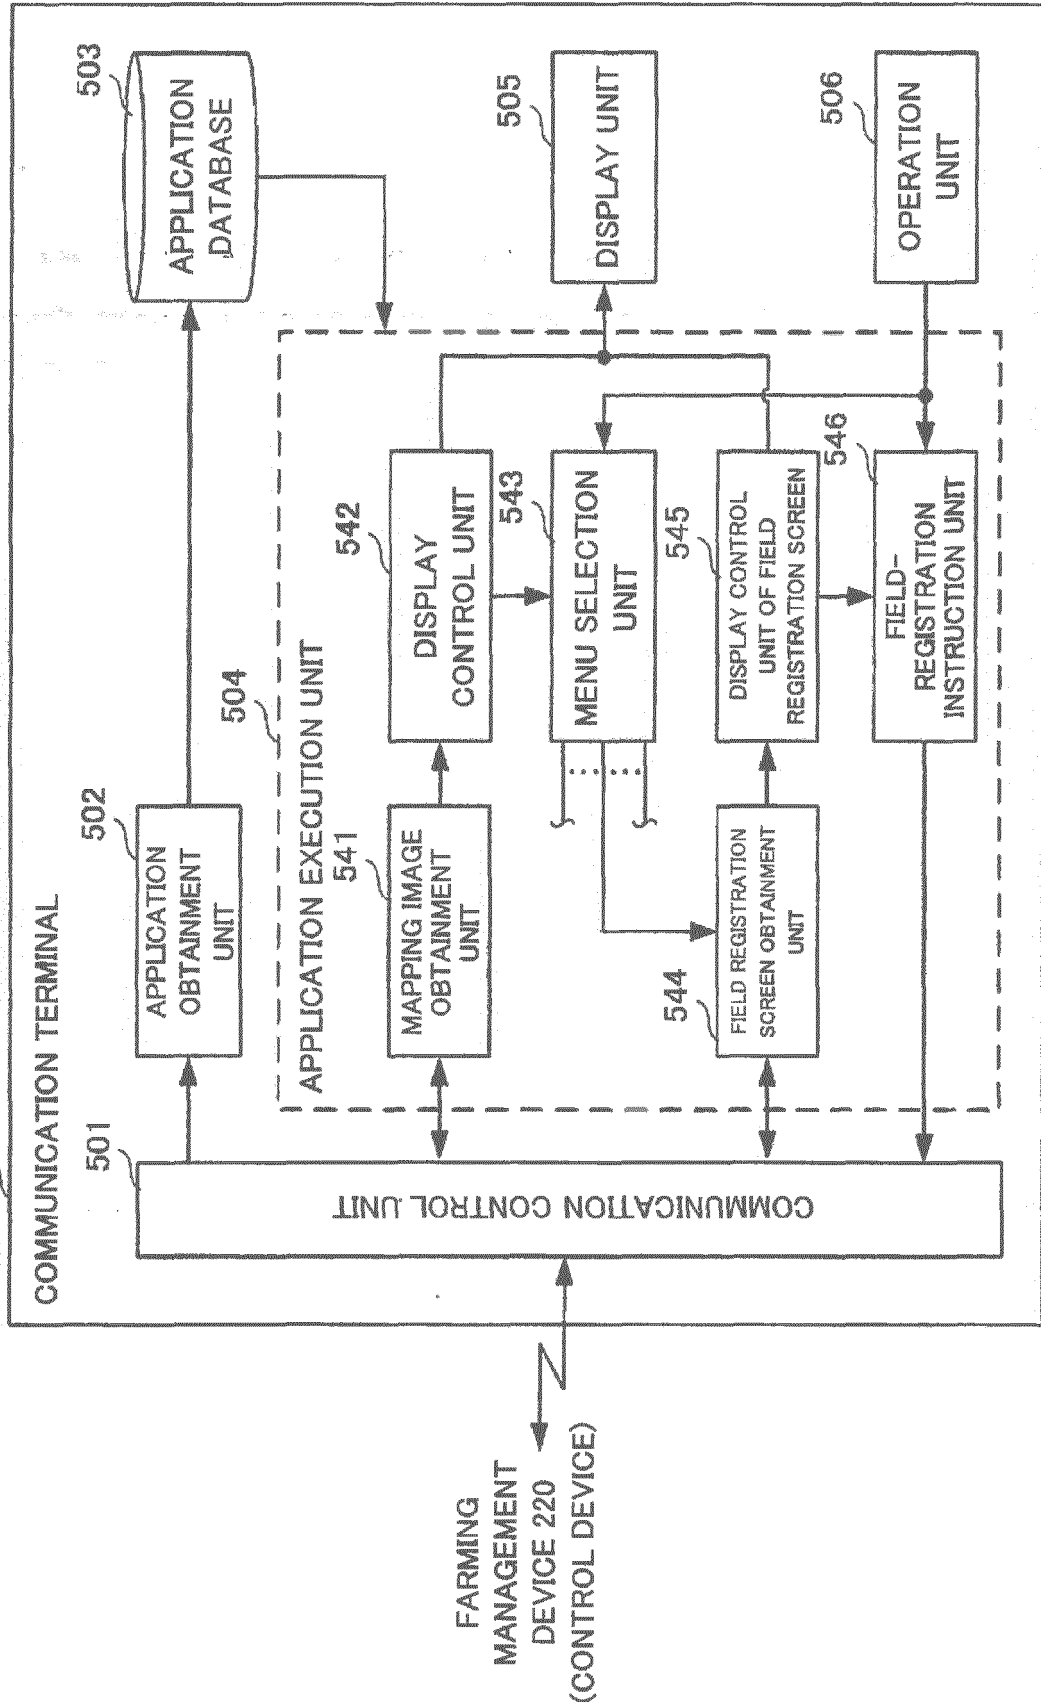 COMMUNICATION TERMINAL
501
COMMUNICATION CONTROL UNIT
502
APPLICATION
OBTAINMENT
UNIT
503
APPLICATION
DATABASE
504
APPLICATION EXECUTION UNIT
541
MAPPING IMAGE
OBTAINMENT
UNIT
542
DISPLAY
CONTROL UNIT
543
MENU SELECTION
UNIT
544
FIELD REGISTRATION
SCREEN OBTAINMENT
UNIT
545
DISPLAY CONTROL
UNIT OF FIELD
REGISTRATION SCREEN
546
FIELD-
REGISTRATION
INSTRUCTION UNIT
505
DISPLAY UNIT
506
OPERATION
UNIT
FARMING
MANAGEMENT
DEVICE 220
(CONTROL DEVICE)